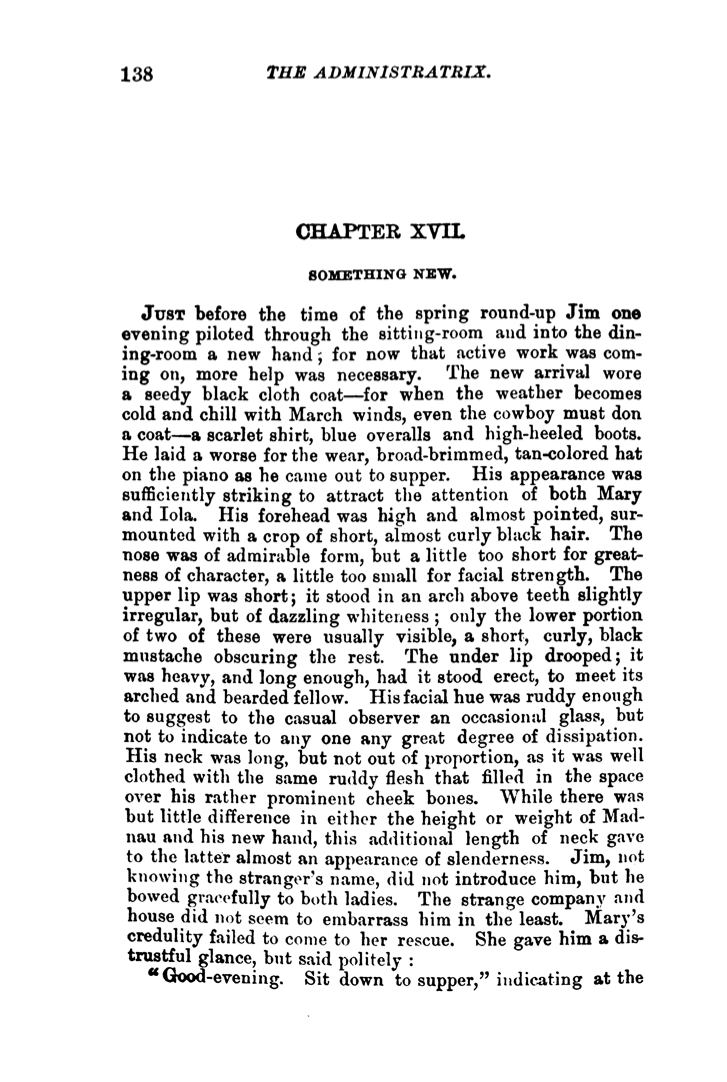 138 THE ADMINISTRATRIX.
CHAPTER XVII.
SOMETHING NEW.
JUST before the time of the spring round-up Jim one
evening piloted through the sitting-room and into the din-
ing-room a new hand; for now that active work was com-
ing on, more help was necessary. The new arrival wore
a seedy black cloth coat—for when the weather becomes
cold and chill with March winds, even the cowboy must don
a coat—a scarlet shirt, blue overalls and high-heeled boots.
He laid a worse for the wear, broad-brimmed, tan-colored hat
on the piano as he came out to supper. His appearance was
sufficiently striking to attract the attention of both Mary
and Iola. His forehead was high and almost pointed, sur-
mounted with a crop of short, almost curly black hair. The
nose was of admirable form, but a little too short for great-
ness of character, a little too small for facial strength. The
upper lip was short; it stood in an arch above teeth slightly
irregular, but of dazzling whiteness; only the lower portion
of two of these were usually visible, a short, curly, black
mustache obscuring the rest. The under lip drooped; it
was heavy, and long enough, had it stood erect, to meet its
arched and bearded fellow. His facial hue was ruddy enough
to suggest to the casual observer an occasional glass, but
not to indicate to any one any great degree of dissipation.
His neck was long, but not out of proportion, as it was well
clothed with the same ruddy flesh that filled in the space
over his rather prominent cheek bones. While there was
but little difference in either the height or weight of Mad-
nau and his new hand, this additional length of neck gave
to the latter almost an appearance of slenderness. Jim, not
knowing the stranger's name, did not introduce him, but he
bowed gracefully to both ladies. The strange company and
house did not seem to embarrass him in the least. Mary's
credulity failed to come to her rescue. She gave him a dis-
trustful glance, but said politely :
"Good-evening. Sit down to supper," indicating at the